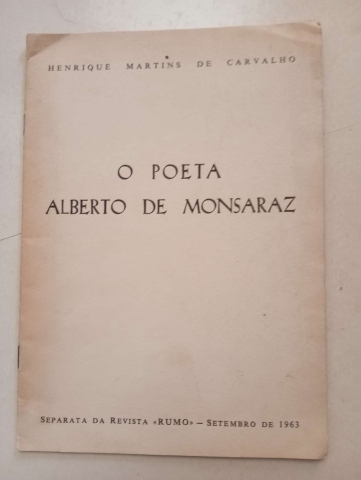 HENRIQUE MARTINS DE CARVALHO
O POETA
ALBERTO DE MONSARAZ
SEPARATA DA REVISTA «RUMO» — SETEMBRO DE 1963